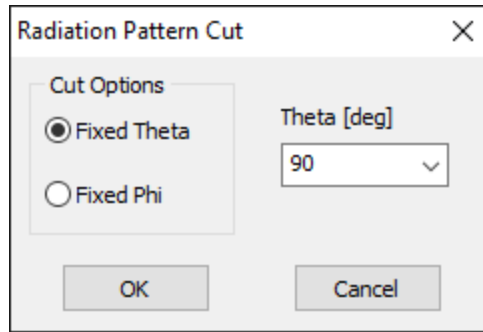 Radiation Pattern Cut
Cut Options
Fixed Theta
Fixed Phi
Theta [deg]
90
OK
Cancel